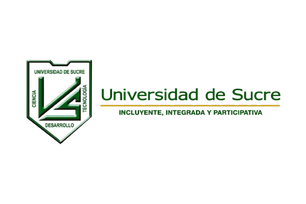 UNIVERSIDAD DE SUCRE
CIENCIA
TECNOLOGÍA
DESARROLLO
Universidad de Sucre
INCLUYENTE, INTEGRADA Y PARTICIPATIVA